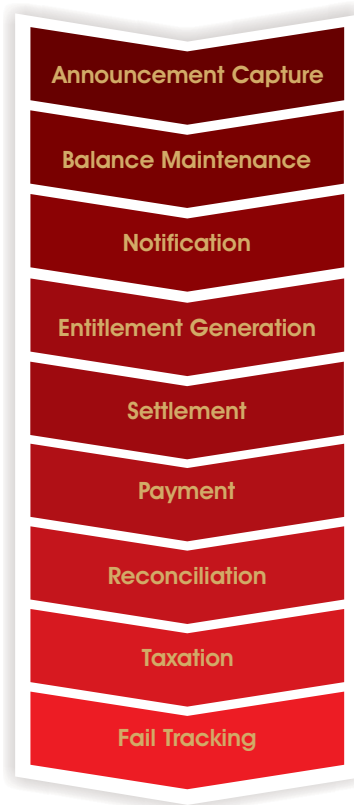 Announcement Capture
Balance Maintenance
Notification
Entitlement Generation
Settlement
Payment
Reconciliation
Taxation
Fail Tracking